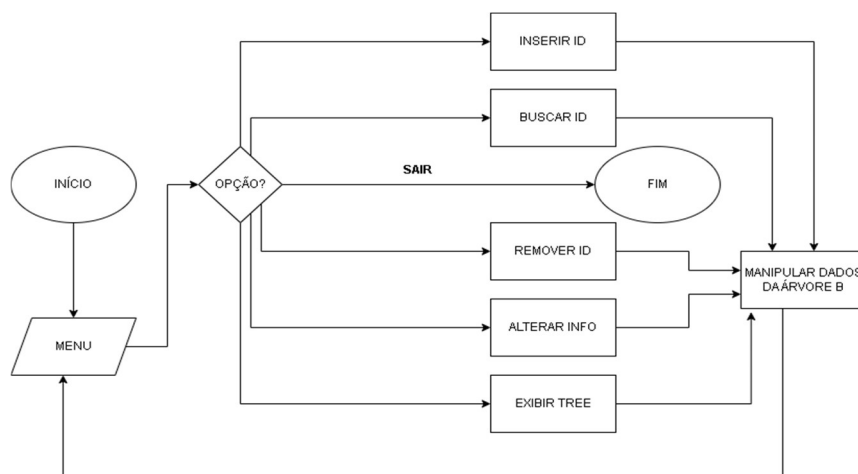 INSERIR ID
BUSCAR ID
INÍCIO
OPÇÃO?
SAIR
FIM
REMOVER ID
MANIPULAR DADOS
DA ÁRVORE B
MENU
ALTERAR INFO
EXIBIR TREE